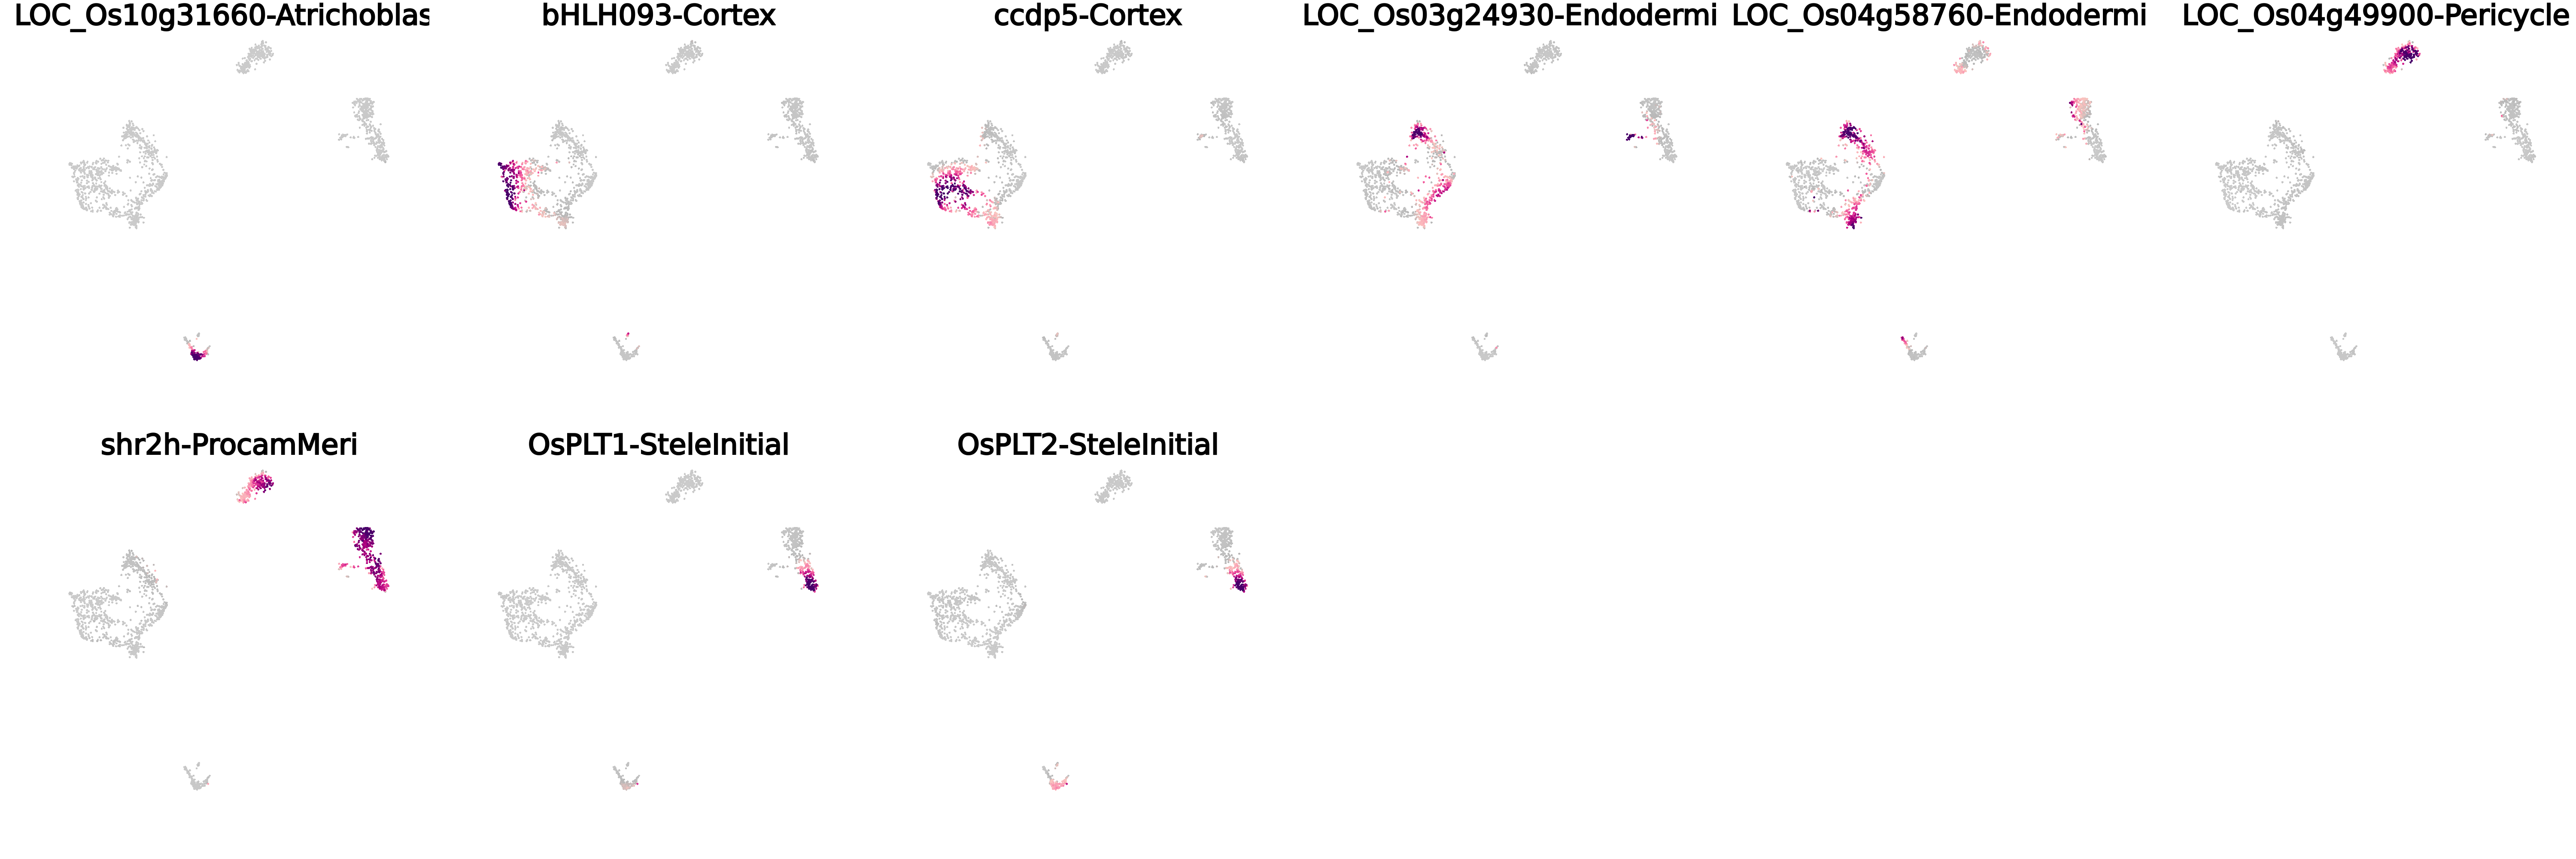 LOC_Os10g31660-Atrichoblas
bHLH093-Cortex
ccdp5-Cortex
LOC_Os03g24930-Endodermi
LOC_Os04g58760-Endodermi
LOC_Os04g49900-Pericycle
shr2h-ProcamMeri
OsPLT1-SteleInitial
OsPLT2-SteleInitial